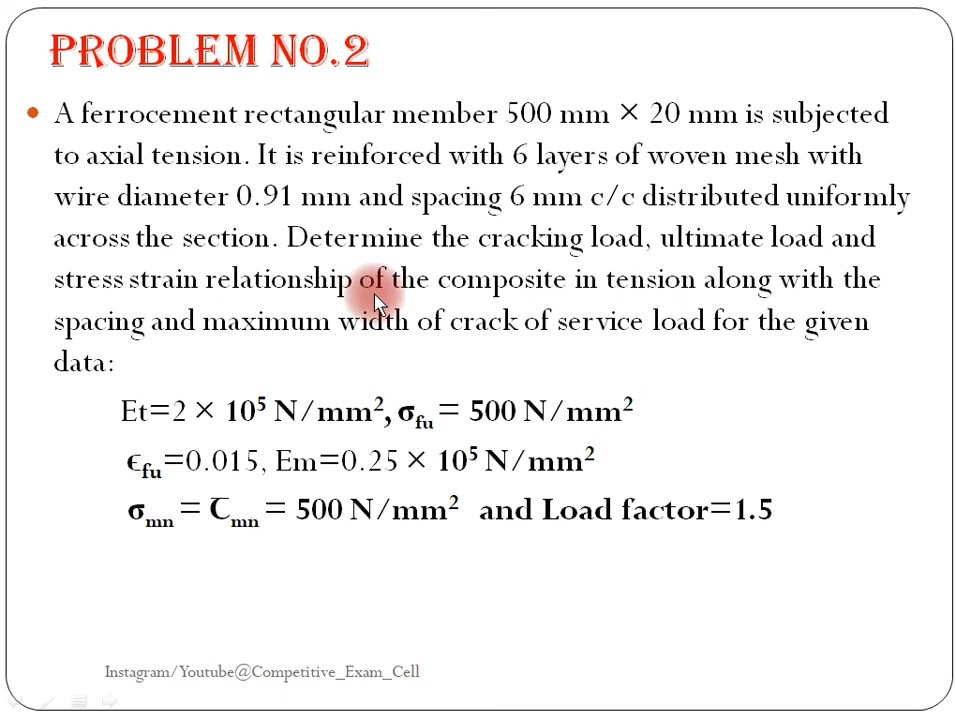 PROBLEM NO.2
• A ferrocement rectangular member 500 mm × 20 mm is subjected
to axial tension. It is reinforced with 6 layers of woven mesh with
wire diameter 0.91 mm and spacing 6 mm c/c distributed uniformly
across the section. Determine the cracking load, ultimate load and
stress strain relationship of the composite in tension along with the
spacing and maximum width of crack of service load for the given
data:
Et=2 × 10⁵ N/mm², σfu = 500 N/mm²
ϵfu=0.015, Em=0.25 × 10⁵ N/mm²
σmn = τmn = 500 N/mm² and Load factor=1.5
Instagram/Youtube@Competitive_Exam_Cell